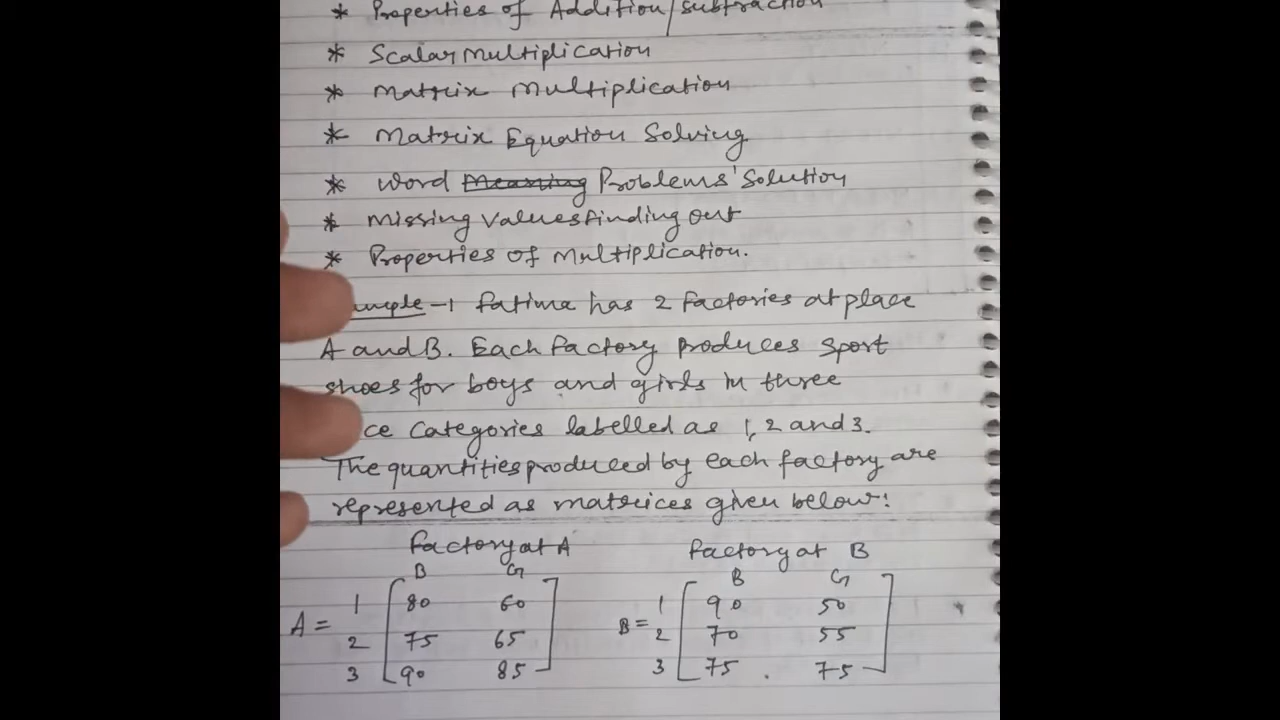 * Properties of Addition/subtraction
* Scalar multiplication
* Matrix Multiplication
* Matrix Equation Solving
* Word Meaning Problems' Solution
* Missing Values finding out
* Properties of Multiplication.
-1 Fatima has 2 factories at place
A and B. Each factory produces sport
shoes for boys and girls in three
categories labelled as 1, 2 and 3.
The quantities produced by each factory are
represented as matrices given below:
Factory at A Factory at B
B G B G
1 80 60 1 90 50
A = 2 75 65 B = 2 70 55
3 90 85 3 75 75